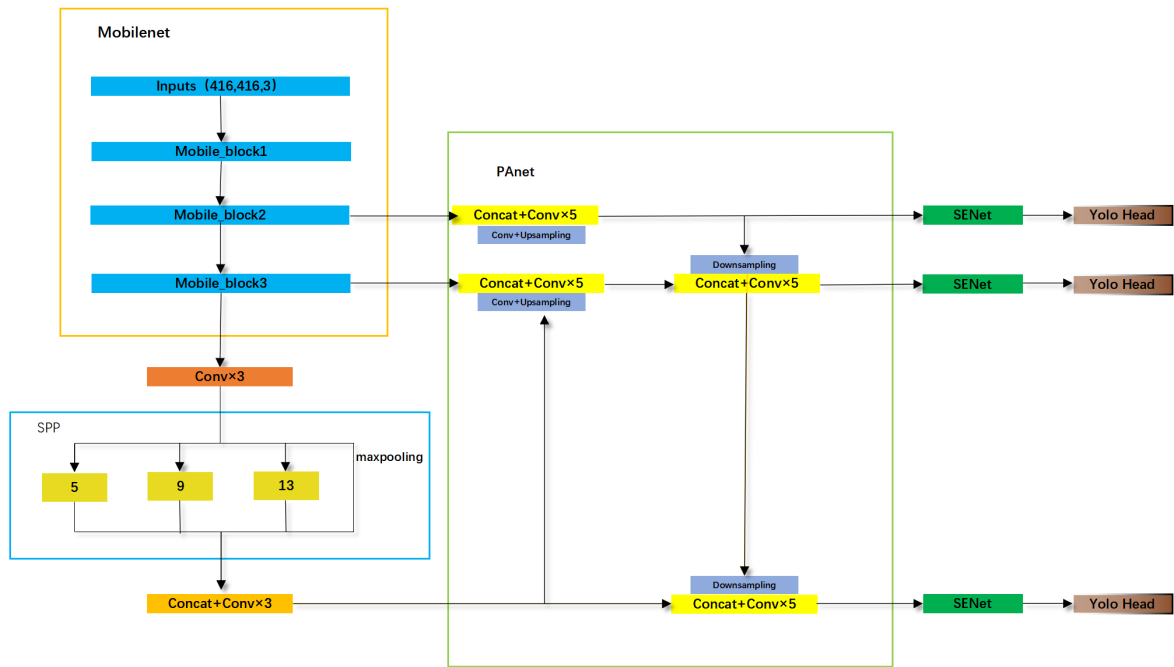 Mobilenet
Input（416,416,3）
Mobile_block1
PAnet
Mobile_block2
Concat+Conv×5
SENet
Yolo Head
Conv+Upsampling
Downsampling
Mobile_block3
Concat+Conv×5
Concat+Conv×5
SENet
Yolo Head
Conv+Upsampling
Conv×3
SPP
maxpooling
5
9
13
Downsampling
Concat+Conv×3
Concat+Conv×5
SENet
Yolo Head